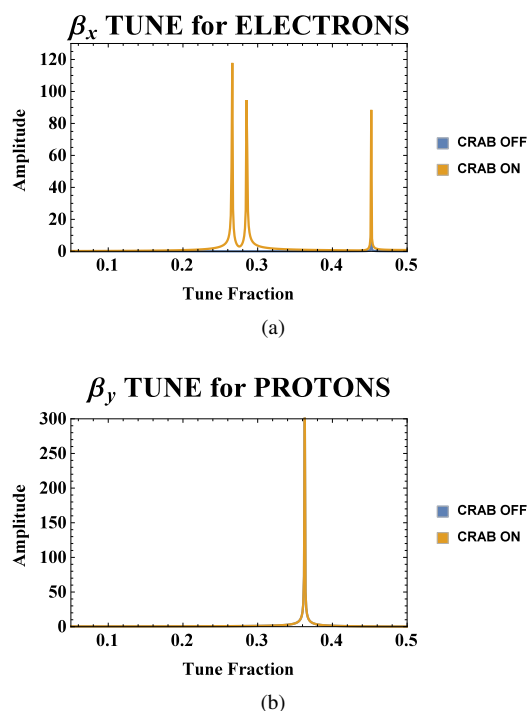 βx TUNE for ELECTRONS
120
100
80
60
40
20
0
Amplitude
0.1 0.2 0.3 0.4 0.5
Tune Fraction
CRAB OFF
CRAB ON
(a)
βy TUNE for PROTONS
300
250
200
150
100
50
0
Amplitude
0.1 0.2 0.3 0.4 0.5
Tune Fraction
CRAB OFF
CRAB ON
(b)